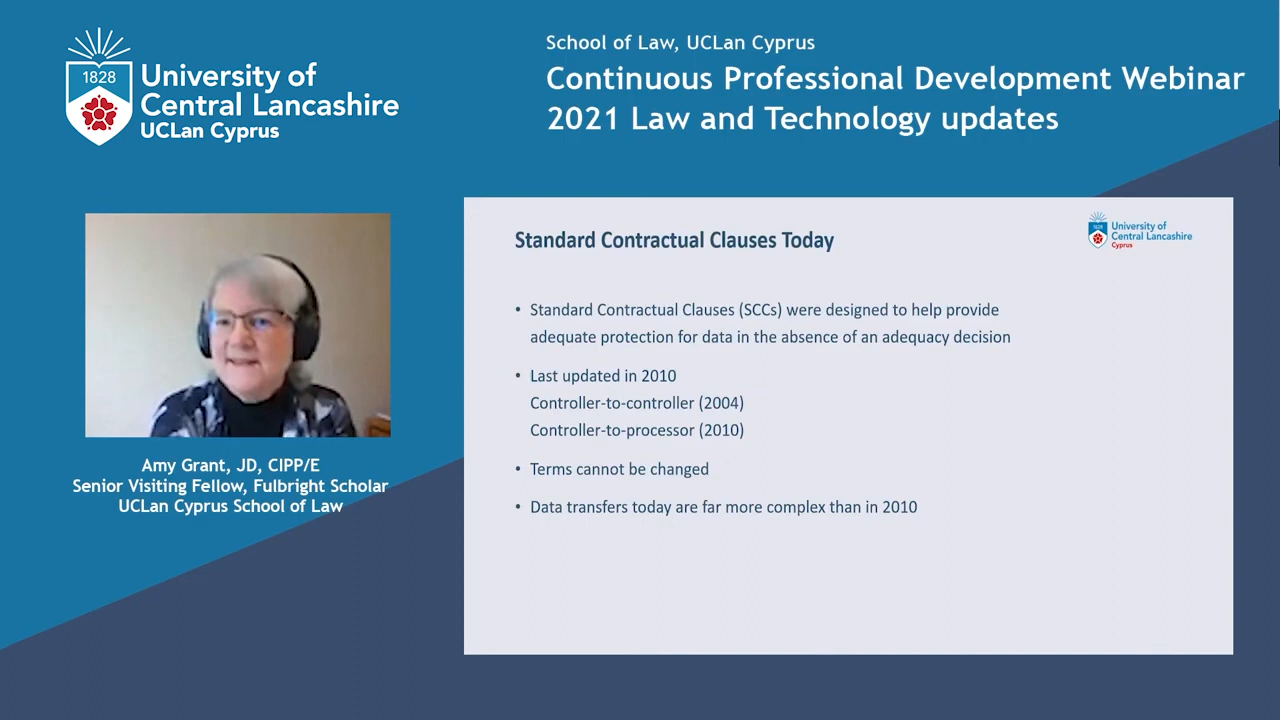 1828
University of
Central Lancashire
UCLan Cyprus
School of Law, UCLan Cyprus
Continuous Professional Development Webinar
2021 Law and Technology updates
Amy Grant, JD, CIPP/E
Senior Visiting Fellow, Fulbright Scholar
UCLan Cyprus School of Law
Standard Contractual Clauses Today
1828
University of
Central Lancashire
Cyprus
• Standard Contractual Clauses (SCCs) were designed to help provide
adequate protection for data in the absence of an adequacy decision
• Last updated in 2010
Controller-to-controller (2004)
Controller-to-processor (2010)
• Terms cannot be changed
• Data transfers today are far more complex than in 2010